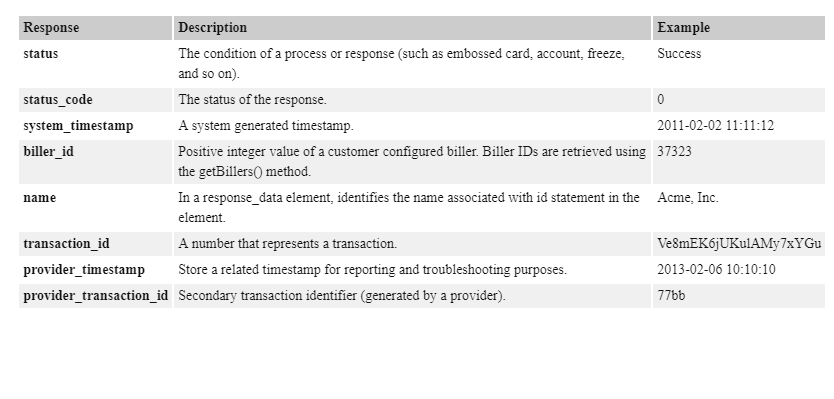 Response Description Example
status The condition of a process or response (such as embossed card, account, freeze, Success
and so on).
status_code The status of the response. 0
system_timestamp A system generated timestamp. 2011-02-02 11:11:12
biller_id Positive integer value of a customer configured biller. Biller IDs are retrieved using 37323
the getBillers() method.
name In a response_data element, identifies the name associated with id statement in the Acme, Inc.
element.
transaction_id A number that represents a transaction. Ve8mEK6jUKulAMy7xYGu
provider_timestamp Store a related timestamp for reporting and troubleshooting purposes. 2013-02-06 10:10:10
provider_transaction_id Secondary transaction identifier (generated by a provider). 77bb